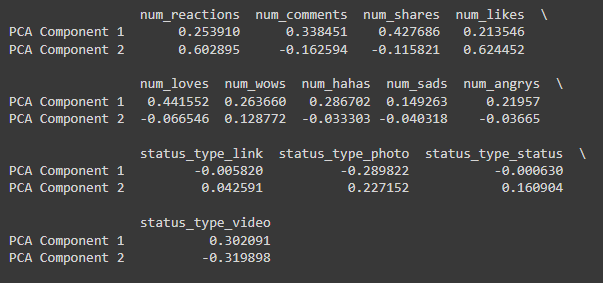 num_reactions num_comments num_shares num_likes \
PCA Component 1 0.253910 0.338451 0.427686 0.213546
PCA Component 2 0.602895 -0.162594 -0.115821 0.624452
num_loves num_wows num_hahas num_sads num_angrys \
PCA Component 1 0.441552 0.263660 0.286702 0.149263 0.21957
PCA Component 2 -0.066546 0.128772 -0.033303 -0.040318 -0.03665
status_type_link status_type_photo status_type_status \
PCA Component 1 -0.005820 -0.289822 -0.000630
PCA Component 2 0.042591 0.227152 0.160904
status_type_video
PCA Component 1 0.302091
PCA Component 2 -0.319898